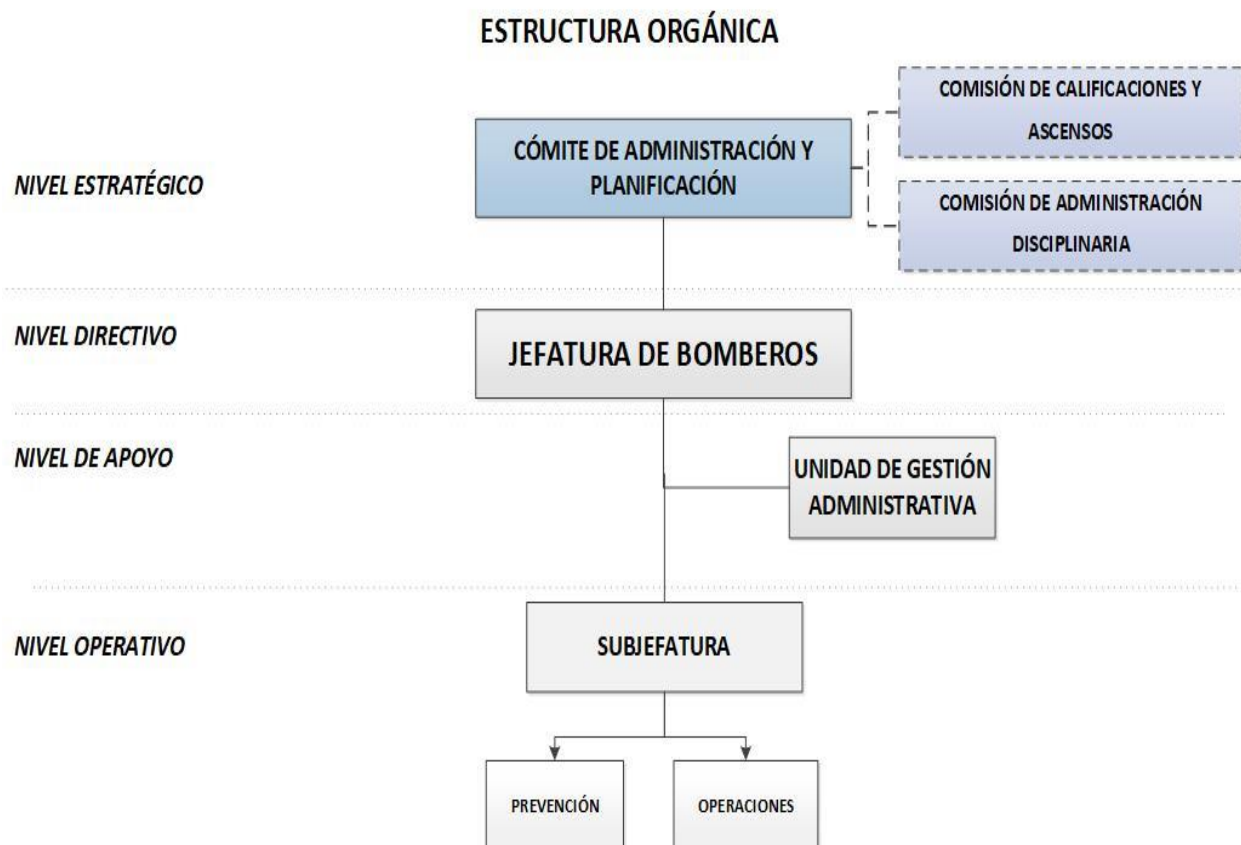 ESTRUCTURA ORGÁNICA
COMISIÓN DE CALIFICACIONES Y
ASCENSOS
CÓMITE DE ADMINISTRACIÓN Y
PLANIFICACIÓN
NIVEL ESTRATÉGICO
COMISIÓN DE ADMINISTRACIÓN
DISCIPLINARIA
NIVEL DIRECTIVO
JEFATURA DE BOMBEROS
NIVEL DE APOYO
UNIDAD DE GESTIÓN
ADMINISTRATIVA
NIVEL OPERATIVO
SUBJEFATURA
PREVENCIÓN
OPERACIONES